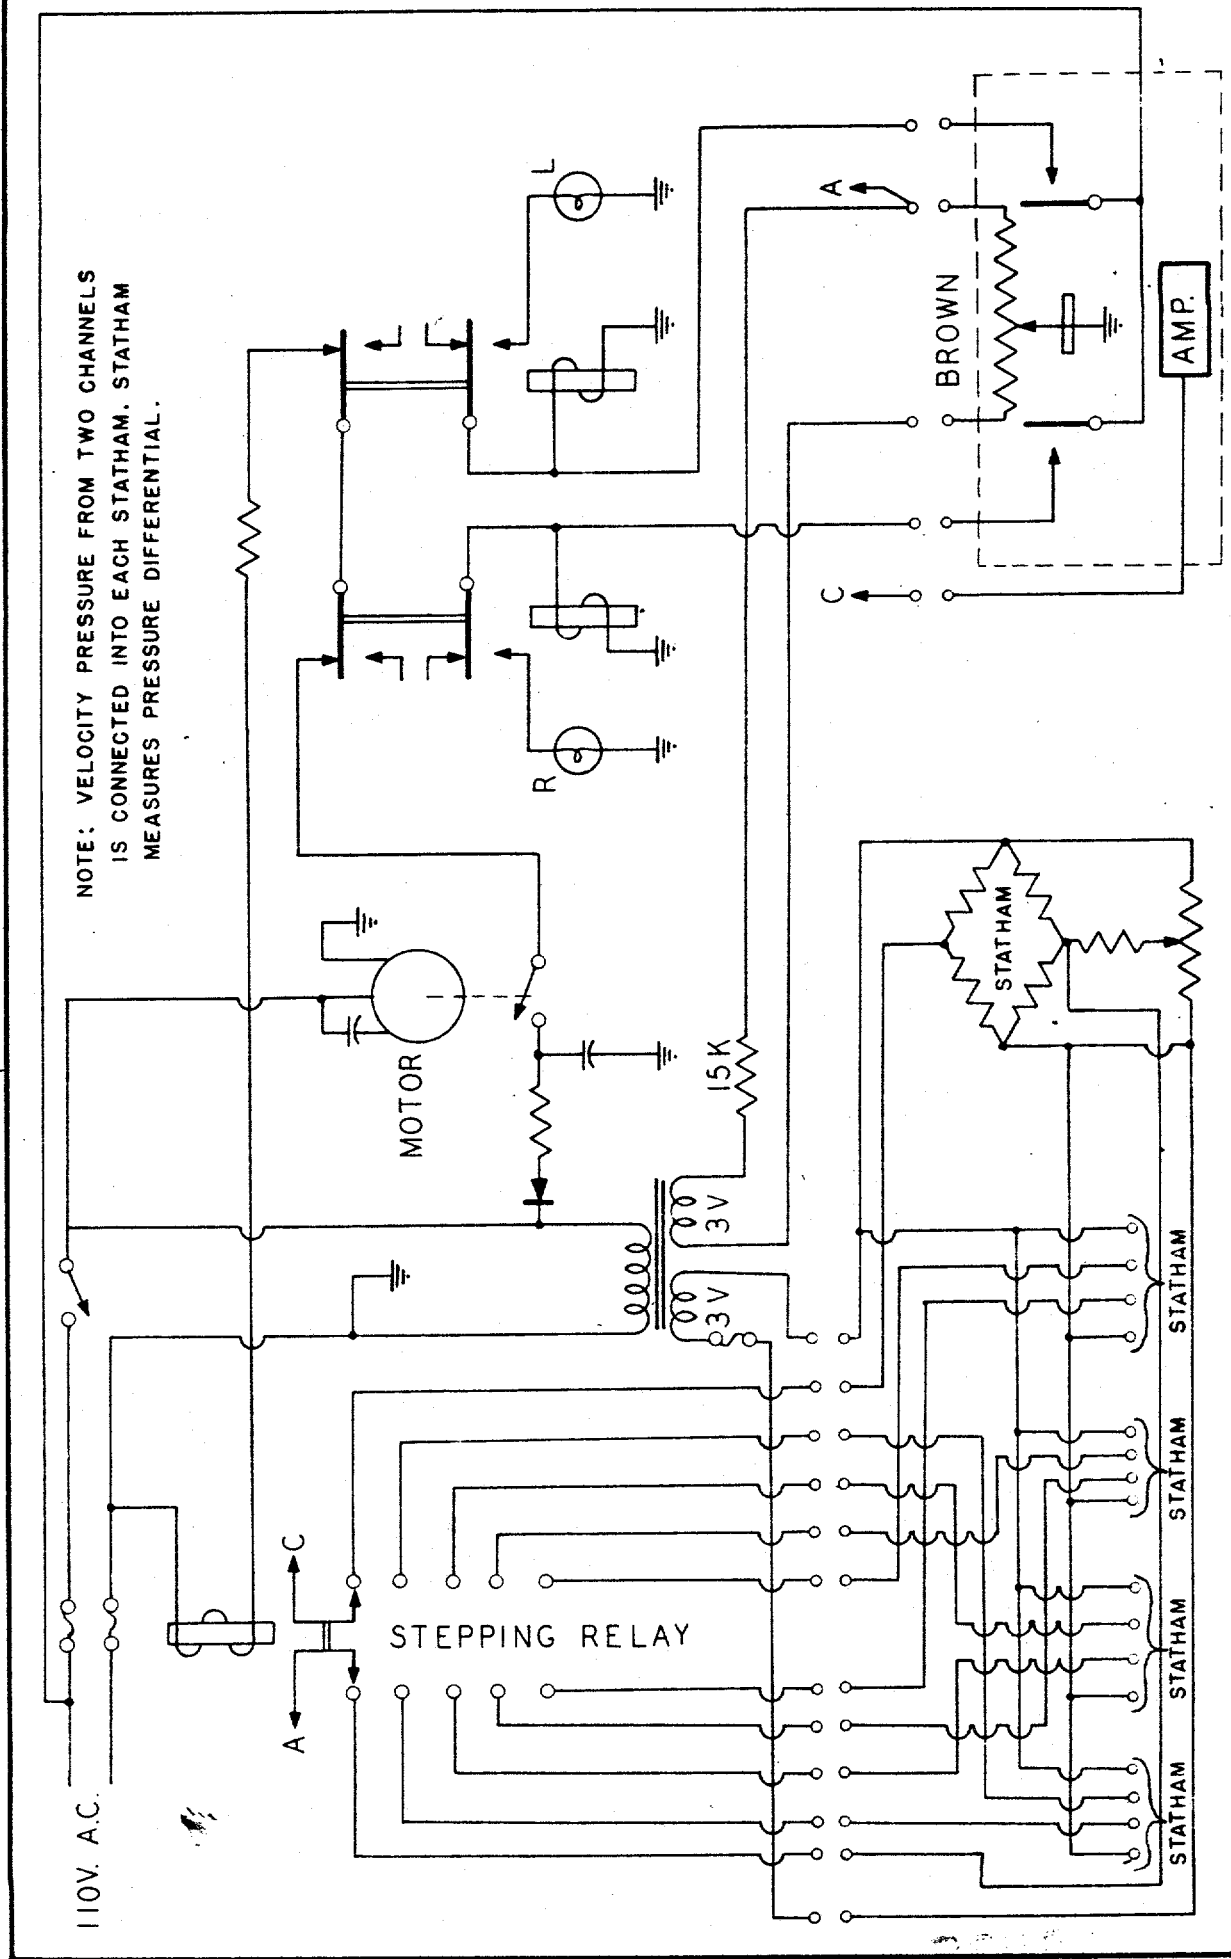 NOTE: VELOCITY PRESSURE FROM TWO CHANNELS
IS CONNECTED INTO EACH STATHAM. STATHAM
MEASURES PRESSURE DIFFERENTIAL.
110V. A.C.
MOTOR
R
L
C
A
STEPPING RELAY
3V
3V
15K
C
A
BROWN
AMP.
STATHAM
STATHAM
STATHAM
STATHAM
STATHAM